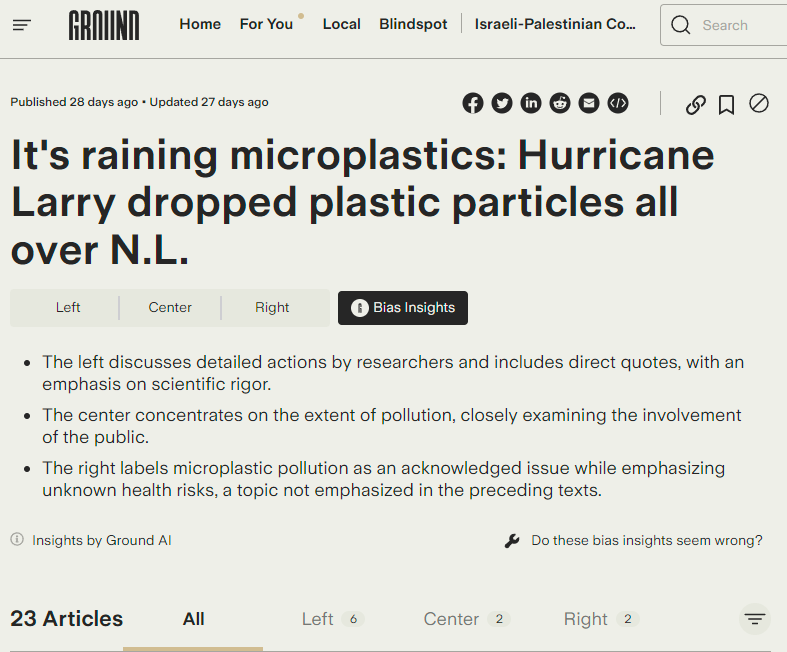 GROUND
Home For You Local Blindspot Israeli-Palestinian Co... Search
Published 28 days ago • Updated 27 days ago
It's raining microplastics: Hurricane
Larry dropped plastic particles all
over N.L.
Left Center Right Bias Insights
• The left discusses detailed actions by researchers and includes direct quotes, with an
emphasis on scientific rigor.
• The center concentrates on the extent of pollution, closely examining the involvement
of the public.
• The right labels microplastic pollution as an acknowledged issue while emphasizing
unknown health risks, a topic not emphasized in the preceding texts.
Insights by Ground AI Do these bias insights seem wrong?
23 Articles All Left 6 Center 2 Right 2